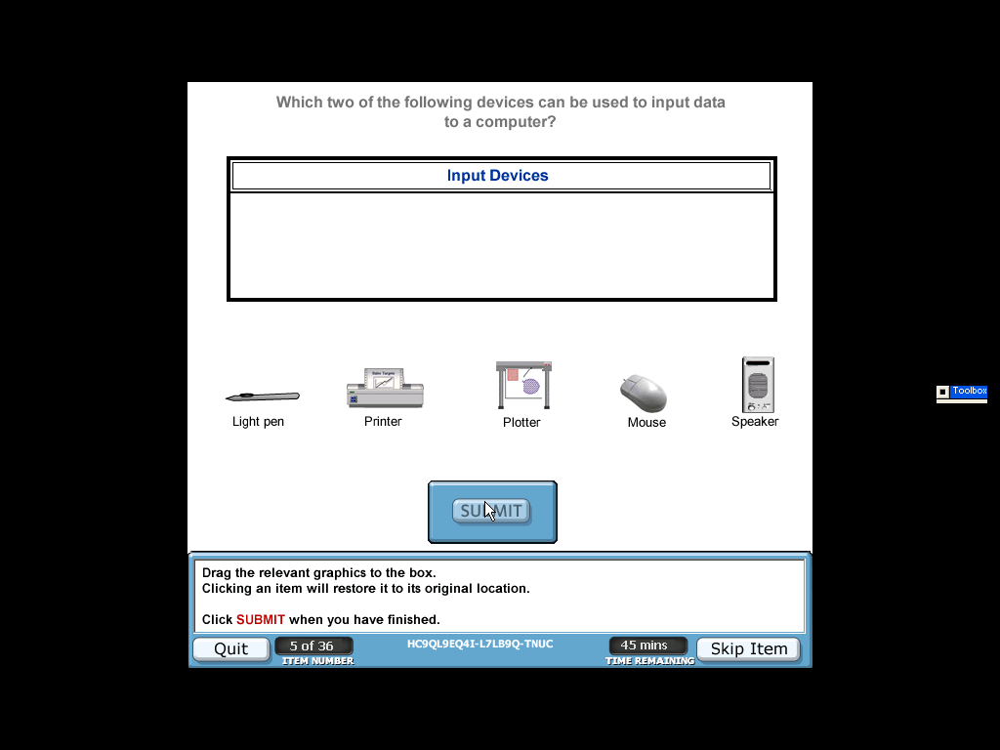 Which two of the following devices can be used to input data
to a computer?
Input Devices
Sales Targets
Light pen
Printer
Plotter
Mouse
Speaker
Toolbox
SUBMIT
Drag the relevant graphics to the box.
Clicking an item will restore it to its original location.
Click SUBMIT when you have finished.
Quit
5 of 36
ITEM NUMBER
HC9QL9EQ4I-L7LB9Q-TNUC
45 mins
TIME REMAINING
Skip Item